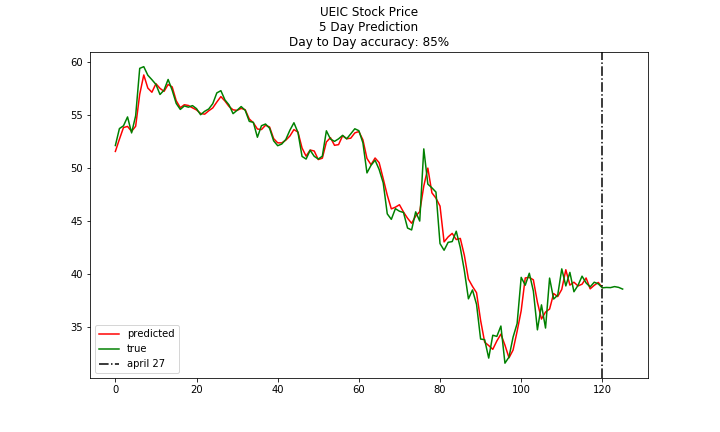 UEIC Stock Price
5 Day Prediction
Day to Day accuracy: 85%
60
55
50
45
40
35
predicted
true
april 27
0
20
40
60
80
100
120